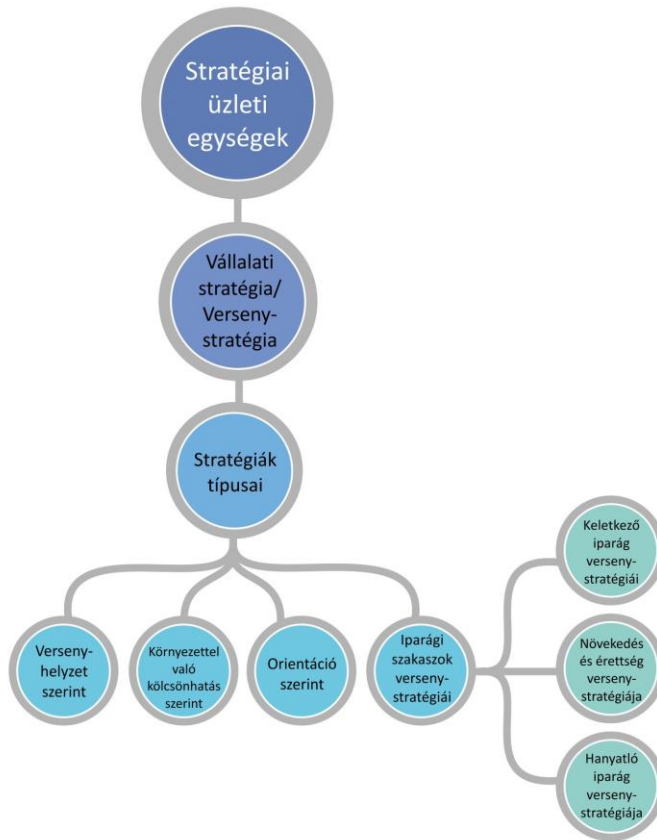 Stratégiai
üzleti
egységek
Vállalati
stratégia/
Verseny-
stratégia
Stratégiák
típusai
Verseny-
helyzet
szerint
Környezettel
való
kölcsönhatás
szerint
Orientáció
szerint
Iparági
szakaszok
verseny-
stratégiái
Keletkező
iparág
verseny-
stratégiái
Növekedés
és érettség
verseny-
stratégiája
Hanyatló
iparág
verseny-
stratégiája